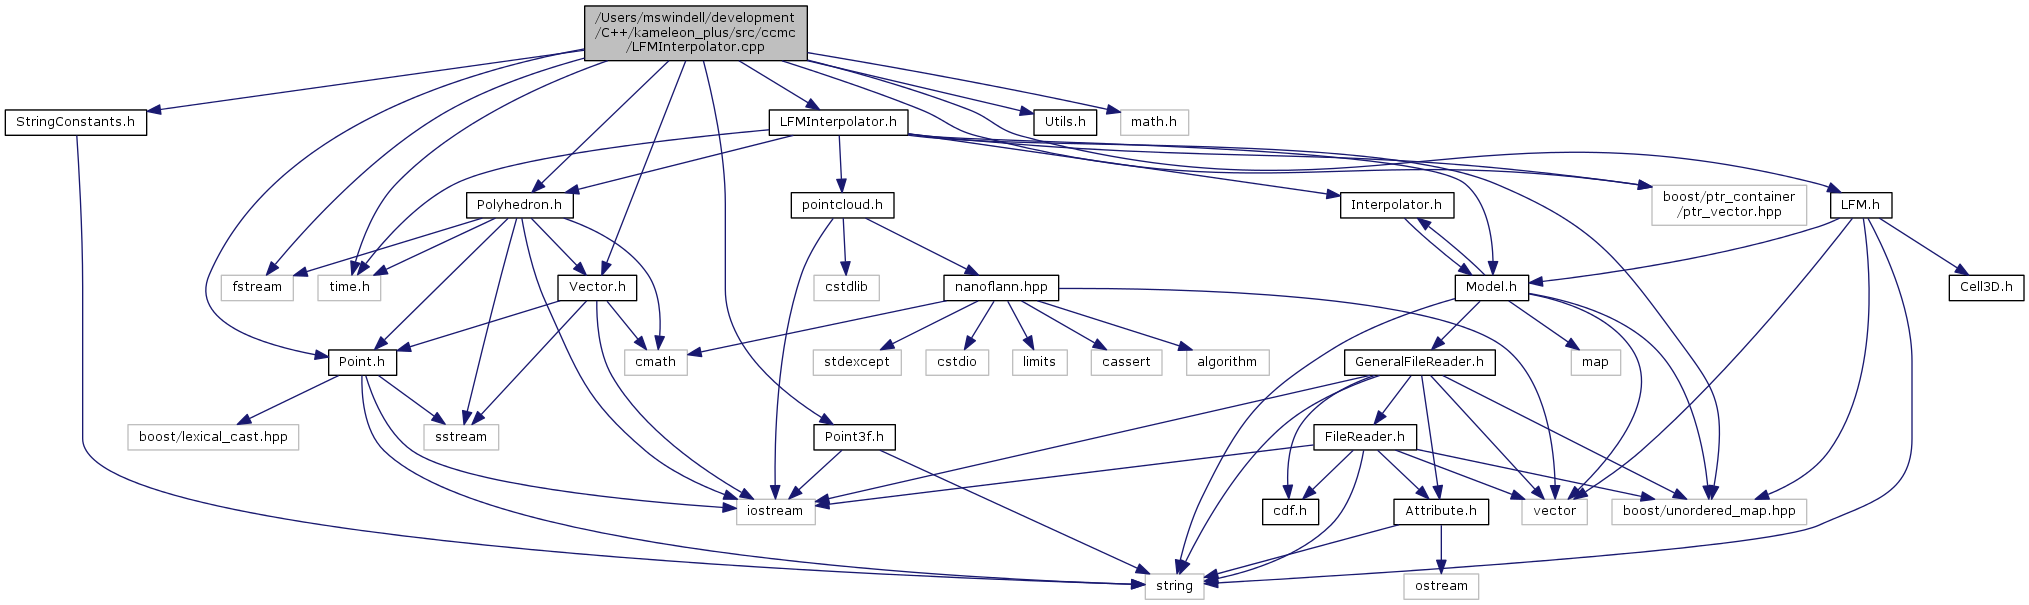 /Users/mswindell/development
/C++/kameleon_plus/src/ccmc
/LFMInterpolator.cpp
StringConstants.h
LFMInterpolator.h
Utils.h
math.h
Polyhedron.h
pointcloud.h
Interpolator.h
boost/ptr_container
/ptr_vector.hpp
LFM.h
fstream
time.h
Vector.h
cstdlib
nanoflann.hpp
Model.h
Cell3D.h
Point.h
cmath
stdexcept
cstdio
limits
cassert
algorithm
GeneralFileReader.h
map
boost/lexical_cast.hpp
sstream
Point3f.h
FileReader.h
iostream
cdf.h
Attribute.h
vector
boost/unordered_map.hpp
string
ostream